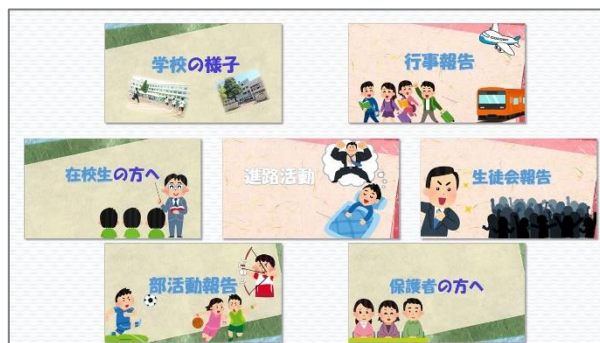 学校の様子
行事報告
在校生の方へ
進路活動
生徒会報告
部活動報告
保護者の方へ